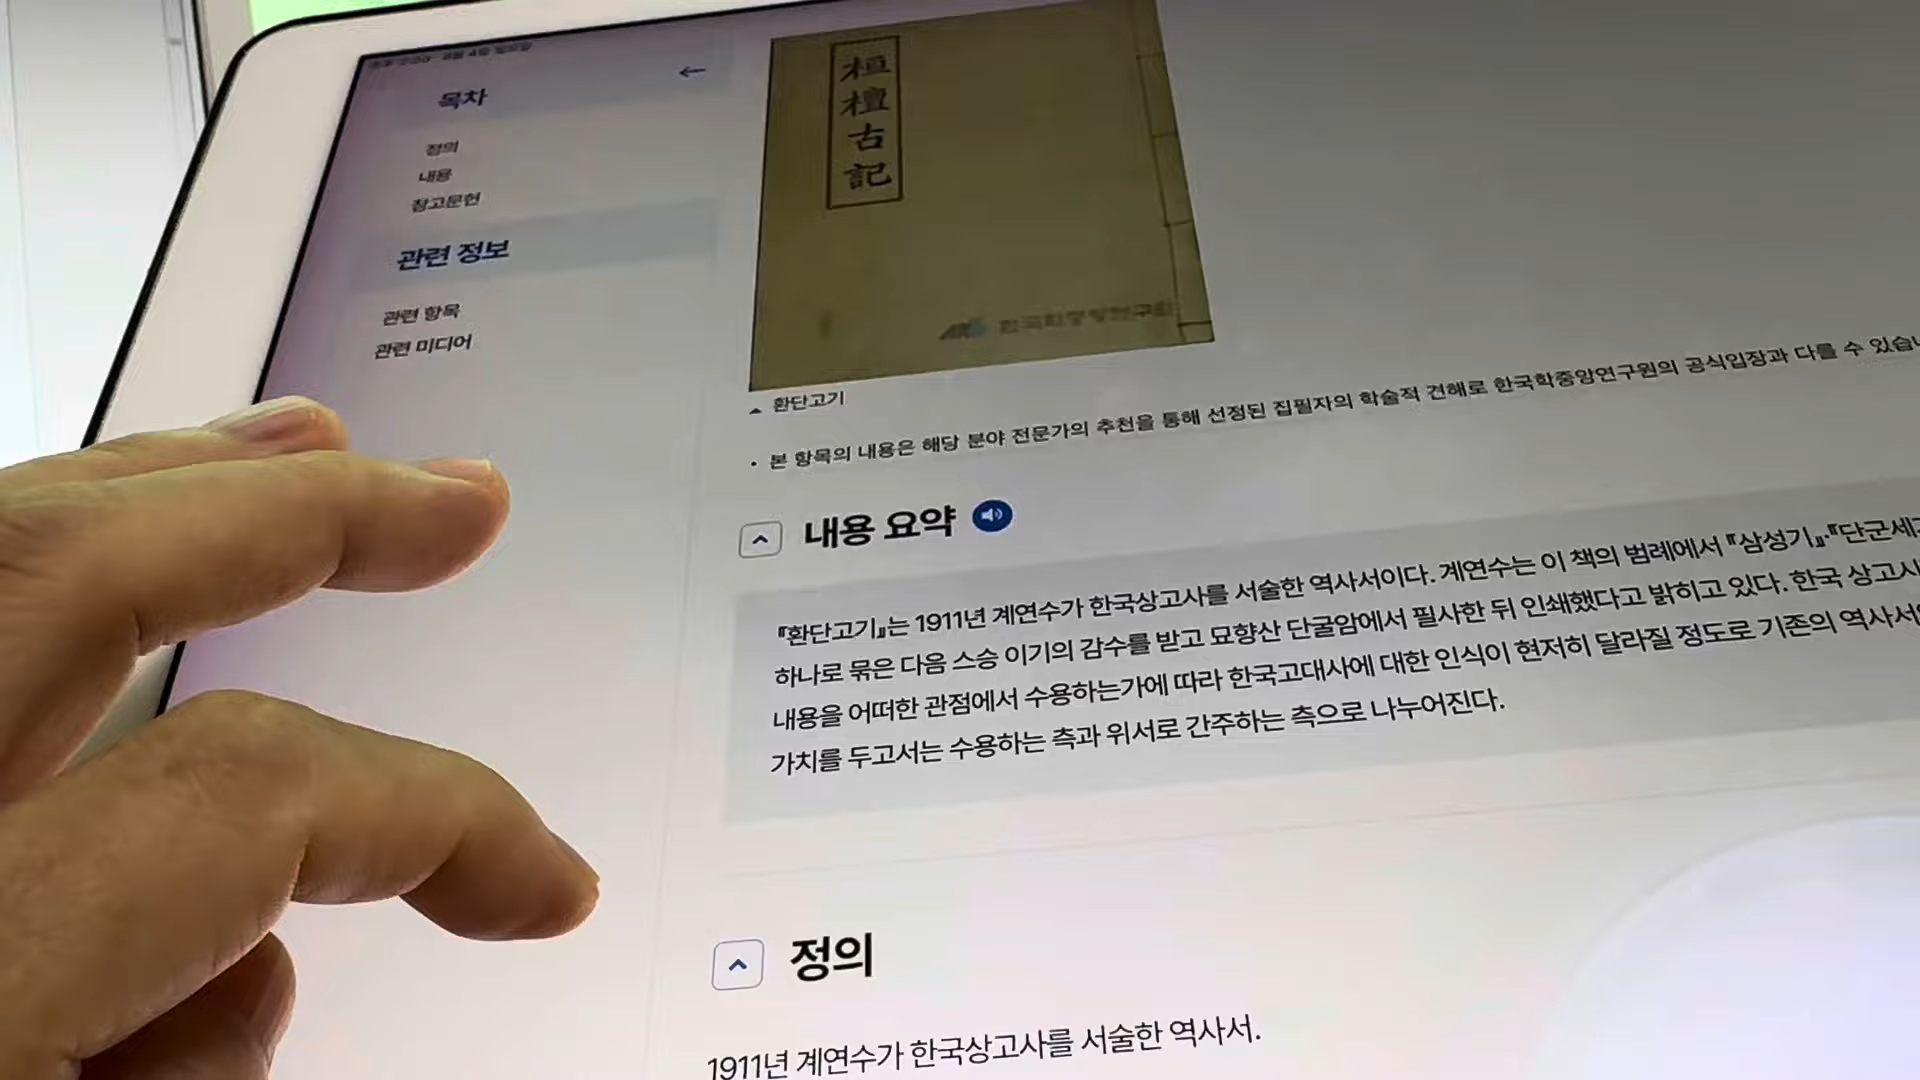 목차
←
정의
내용
참고문헌
관련 정보
관련 항목
관련 미디어
桓檀古記
한국학중앙연구원
환단고기
• 본 항목의 내용은 해당 분야 전문가의 추천을 통해 선정된 집필자의 학술적 견해로 한국학중앙연구원의 공식입장과 다를 수 있습니
내용 요약
『환단고기』는 1911년 계연수가 한국상고사를 서술한 역사서이다. 계연수는 이 책의 범례에서 『삼성기』·『단군세기
하나로 묶은 다음 스승 이기의 감수를 받고 묘향산 단굴암에서 필사한 뒤 인쇄했다고 밝히고 있다. 한국 상고사
내용을 어떠한 관점에서 수용하는가에 따라 한국고대사에 대한 인식이 현저히 달라질 정도로 기존의 역사서와
가치를 두고서는 수용하는 측과 위서로 간주하는 측으로 나누어진다.
정의
1911년 계연수가 한국상고사를 서술한 역사서.